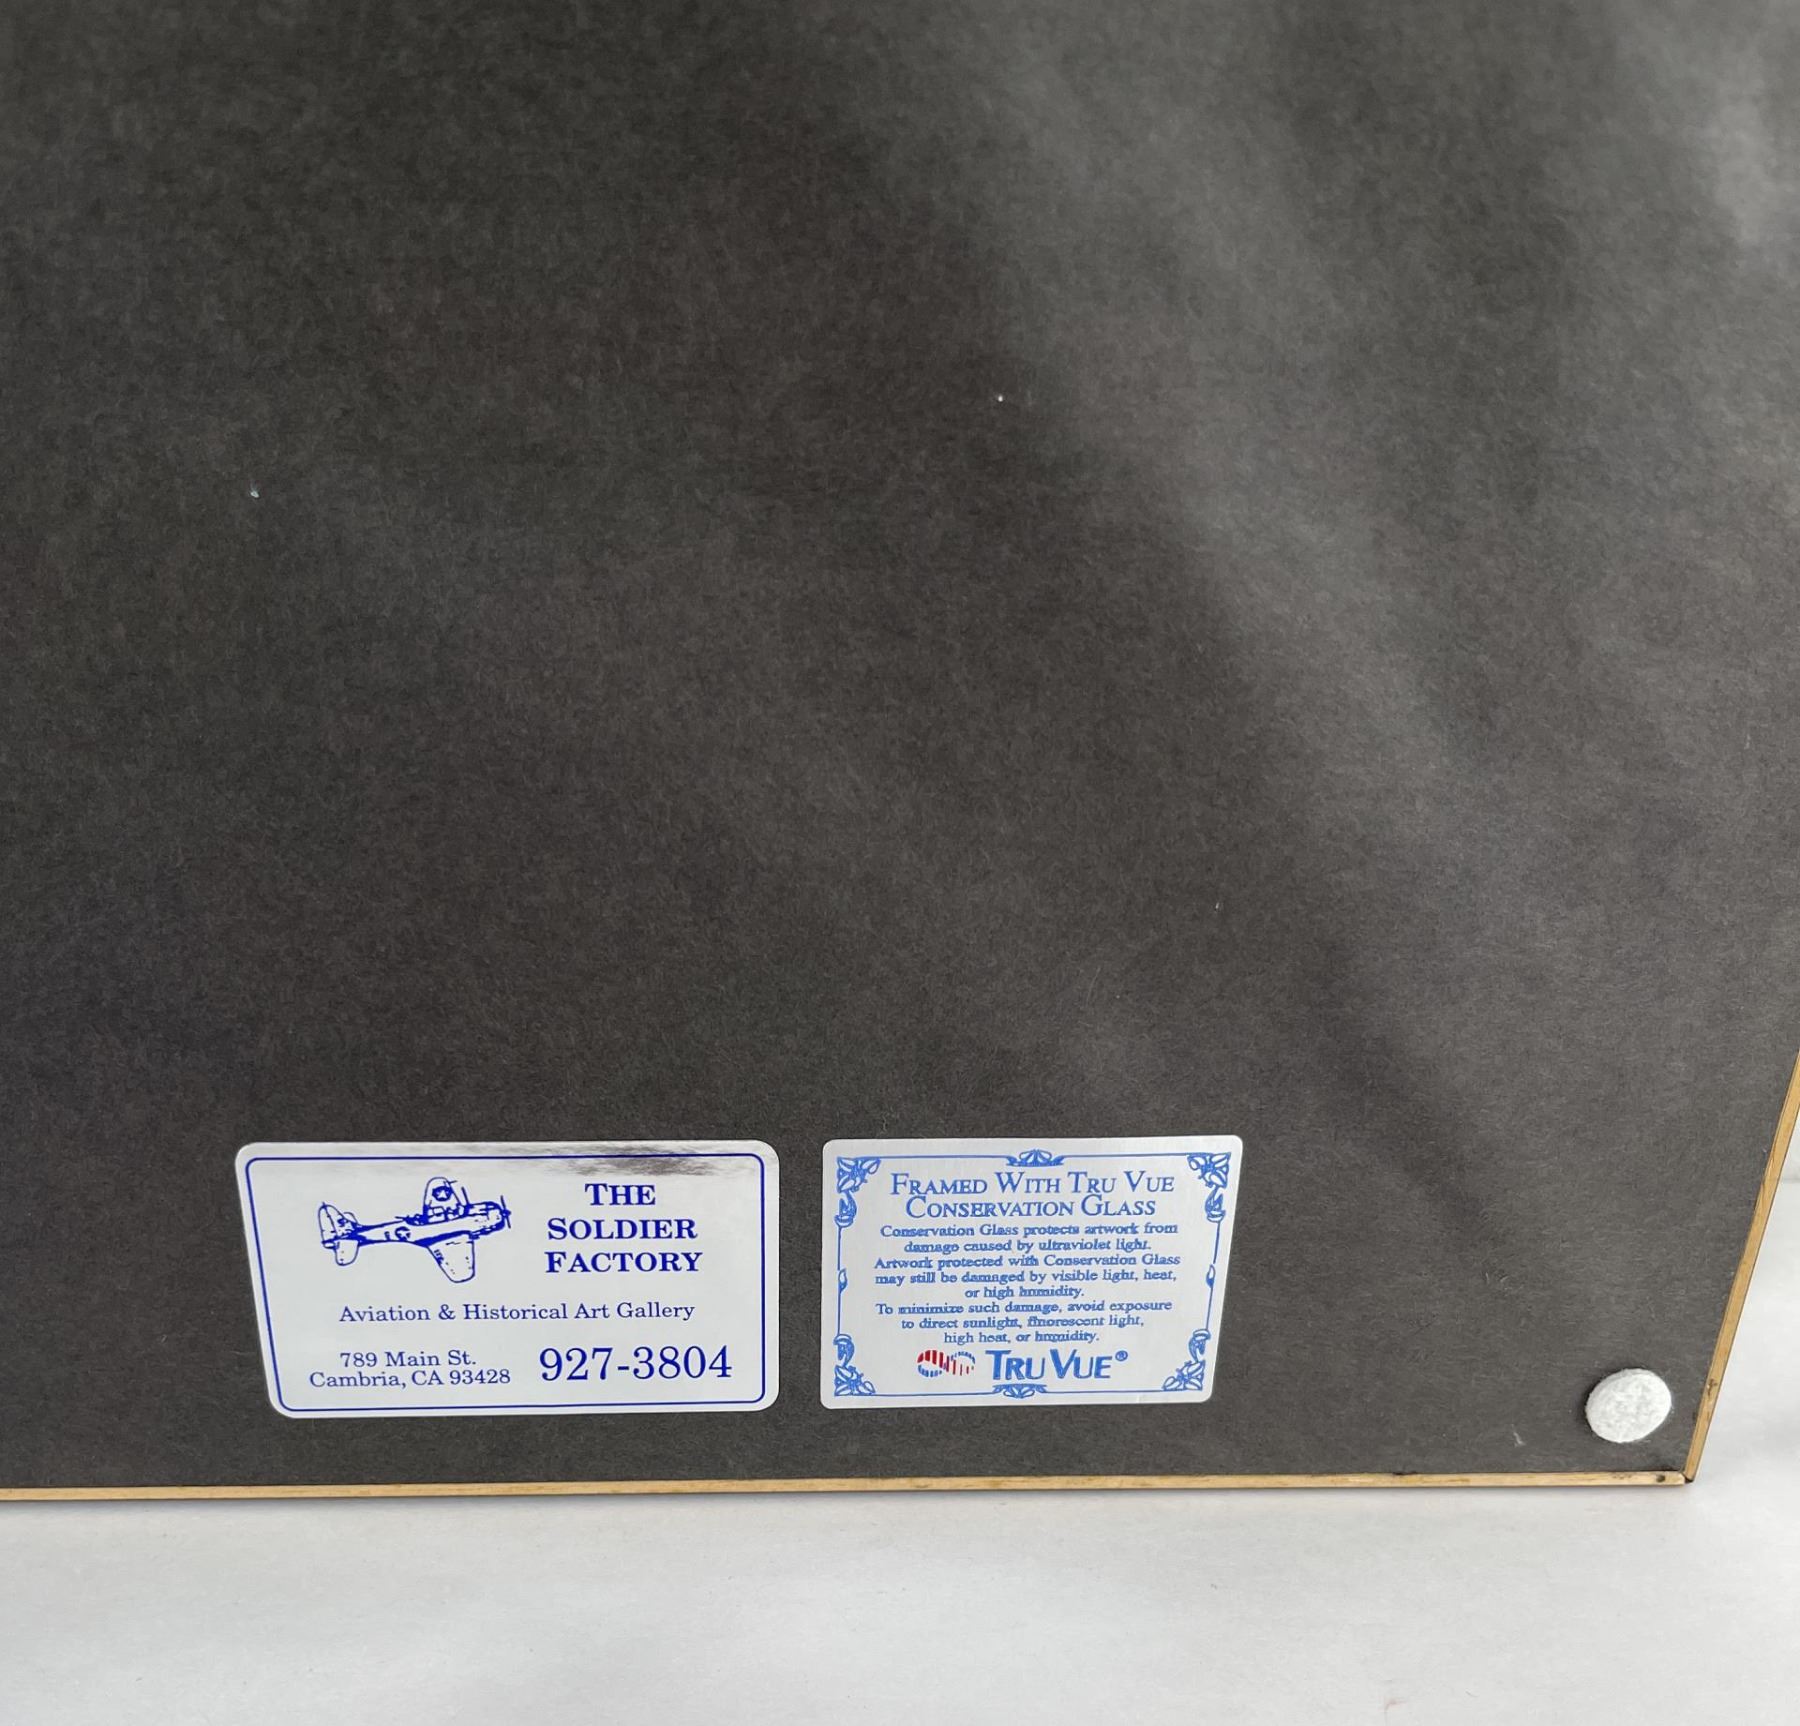 THE
SOLDIER
FACTORY
Aviation & Historical Art Gallery
789 Main St.
Cambria, CA 93428
927-3804
FRAMED WITH TRU VUE
CONSERVATION GLASS
Conservation Glass protects artwork from
damage caused by ultraviolet light.
Artwork protected with Conservation Glass
may still be damaged by visible light, heat,
or high humidity.
To minimize such damage, avoid exposure
to direct sunlight, fluorescent light,
high heat, or humidity.
TRU VUE®